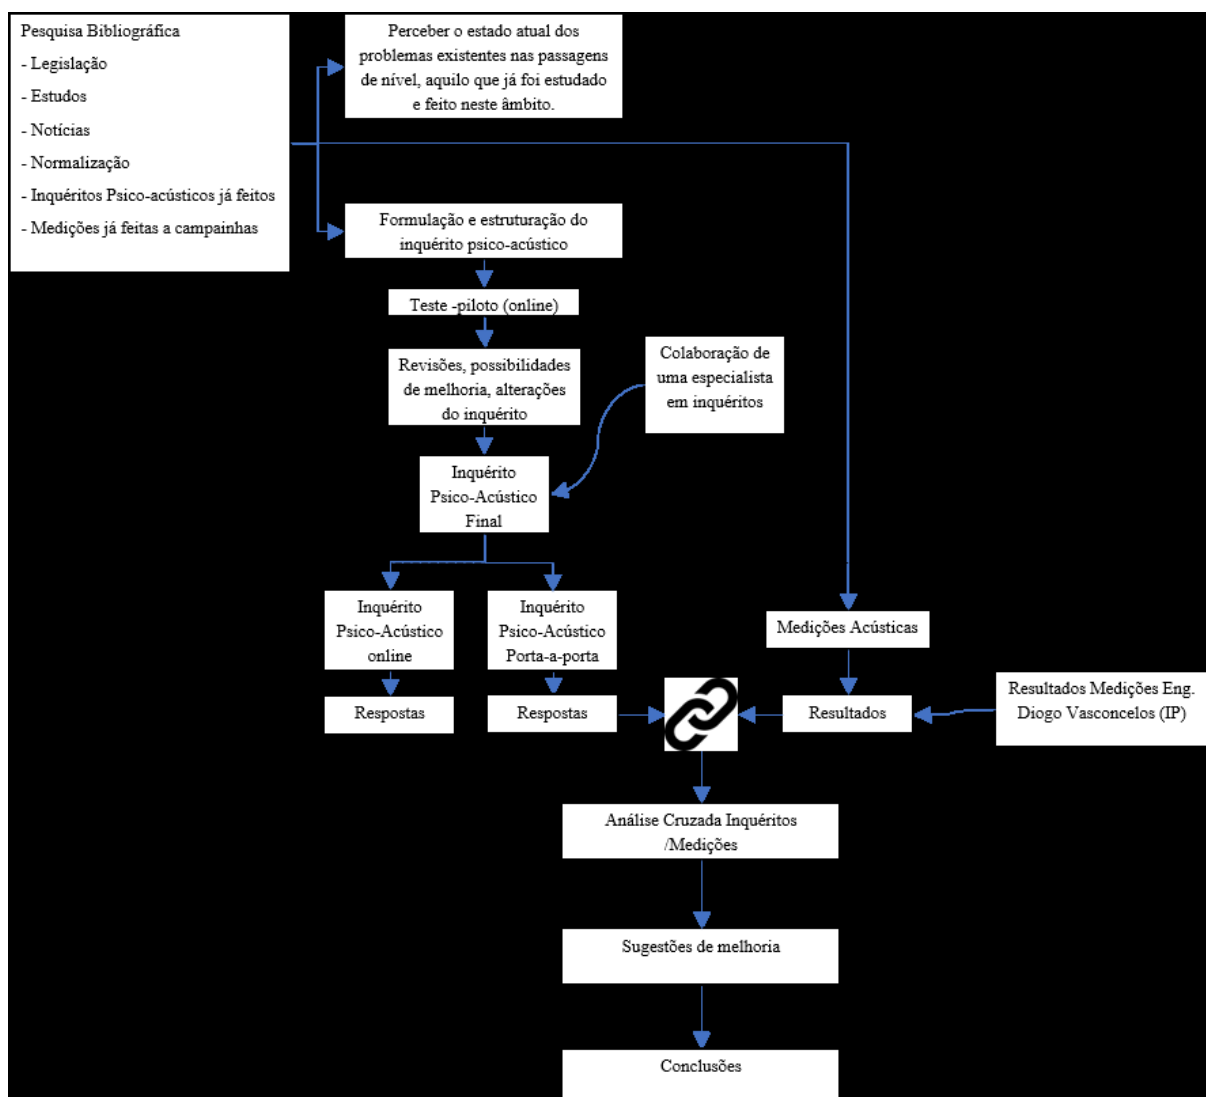 Pesquisa Bibliográfica
- Legislação
- Estudos
- Notícias
- Normalização
- Inquéritos Psico-acústicos já feitos
- Medições já feitas a campainhas
Perceber o estado atual dos
problemas existentes nas passagens
de nível, aquilo que já foi estudado
e feito neste âmbito.
Formulação e estruturação do
inquérito psico-acústico
Teste -piloto (online)
Revisões, possibilidades
de melhoria, alterações
do inquérito
Colaboração de
uma especialista
em inquéritos
Inquérito
Psico-Acústico
Final
Inquérito
Psico-Acústico
online
Inquérito
Psico-Acústico
Porta-a-porta
Medições Acústicas
Respostas
Respostas
Resultados
Resultados Medições Eng.
Diogo Vasconcelos (IP)
Análise Cruzada Inquéritos
/Medições
Sugestões de melhoria
Conclusões